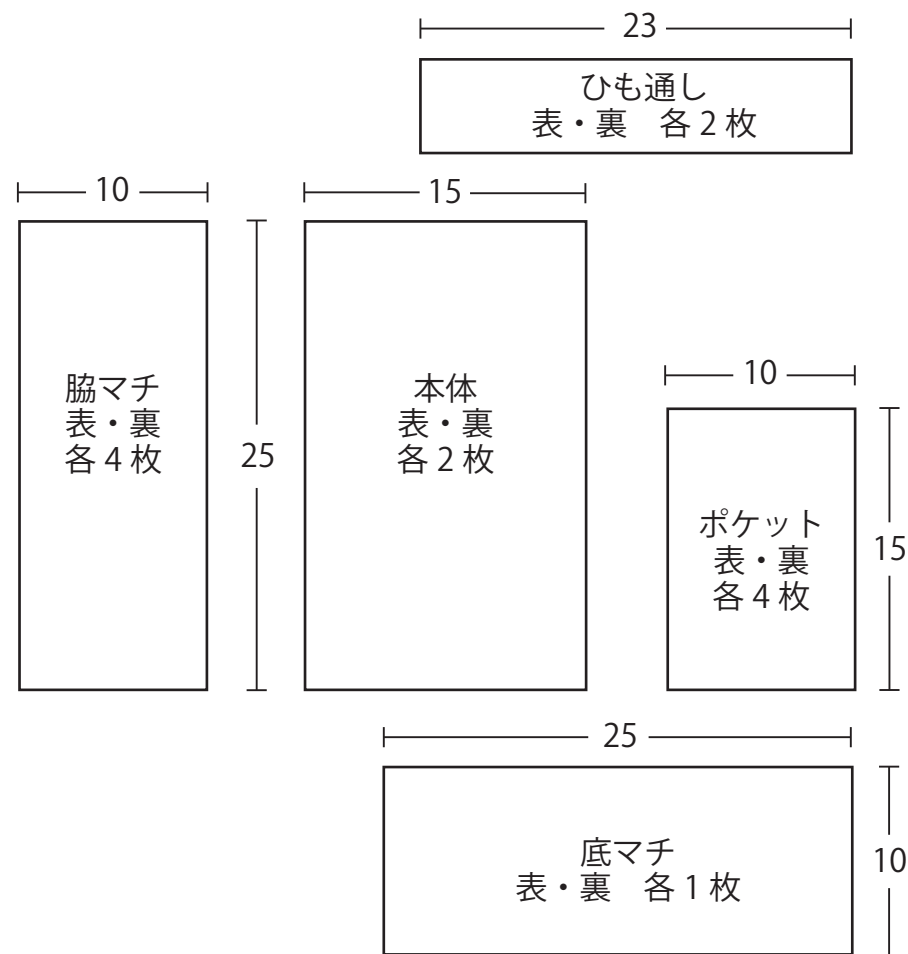 23
ひも通し
表・裏　各 2 枚
10
15
脇マチ
表・裏
各 4 枚
25
本体
表・裏
各 2 枚
10
ポケット
表・裏
各 4 枚
15
25
底マチ
表・裏　各 1 枚
10